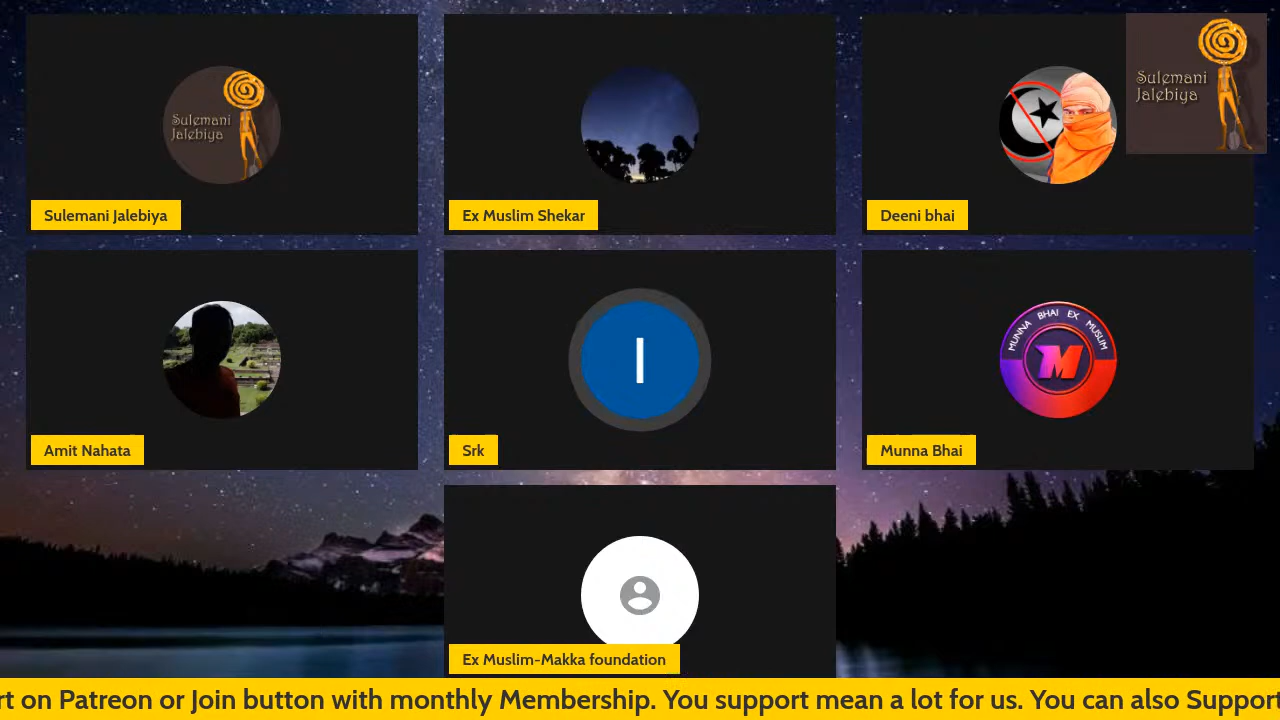 Sulemani
Jalebiya
Sulemani Jalebiya
Ex Muslim Shekar
Deeni bhai
Sulemani
Jalebiya
Amit Nahata
I
Srk
MUNNA BHAI EX MUSLIM
M
Munna Bhai
Ex Muslim-Makka foundation
rt on Patreon or Join button with monthly Membership. You support mean a lot for us. You can also Support